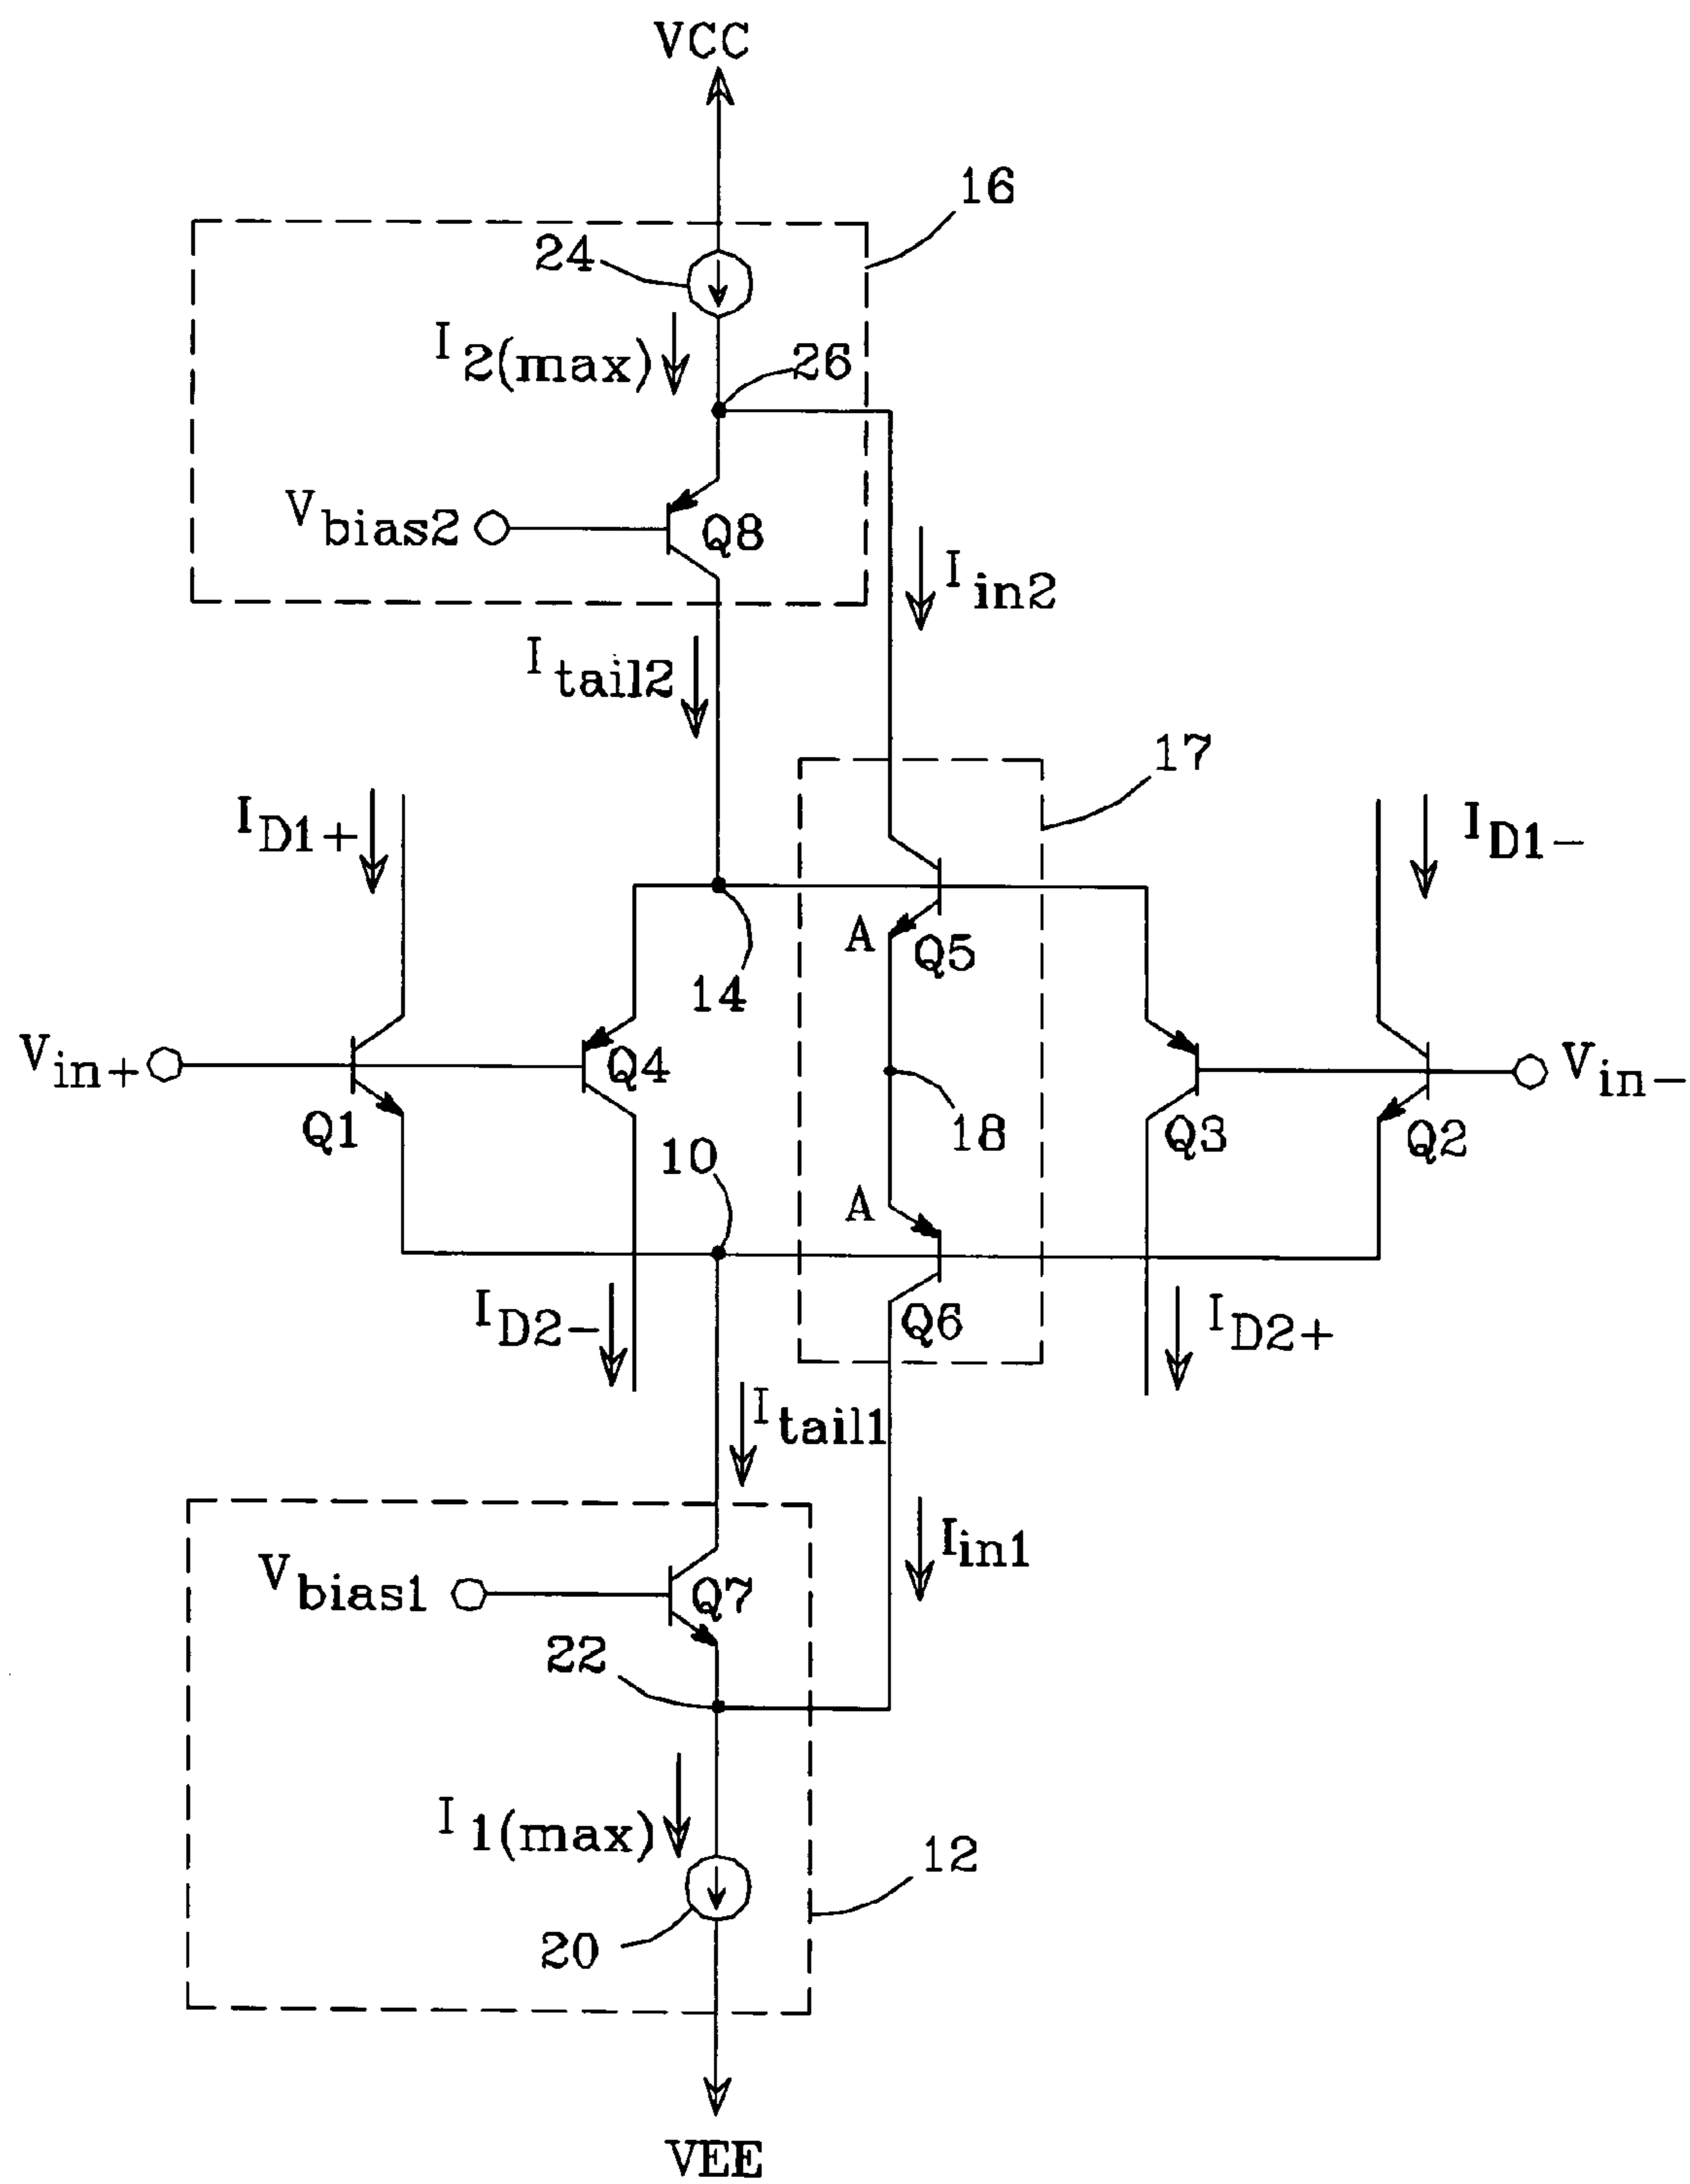 VCC
16
24
I2(max)
26
Vbias2
Q8
Iin2
Itail2
17
ID1+
ID1-
A
Q5
14
Vin+
Q4
Vin-
Q1
18
Q3
Q2
10
A
ID2-
Q6
ID2+
Itail1
Iin1
Vbias1
Q7
22
I1(max)
12
20
VEE